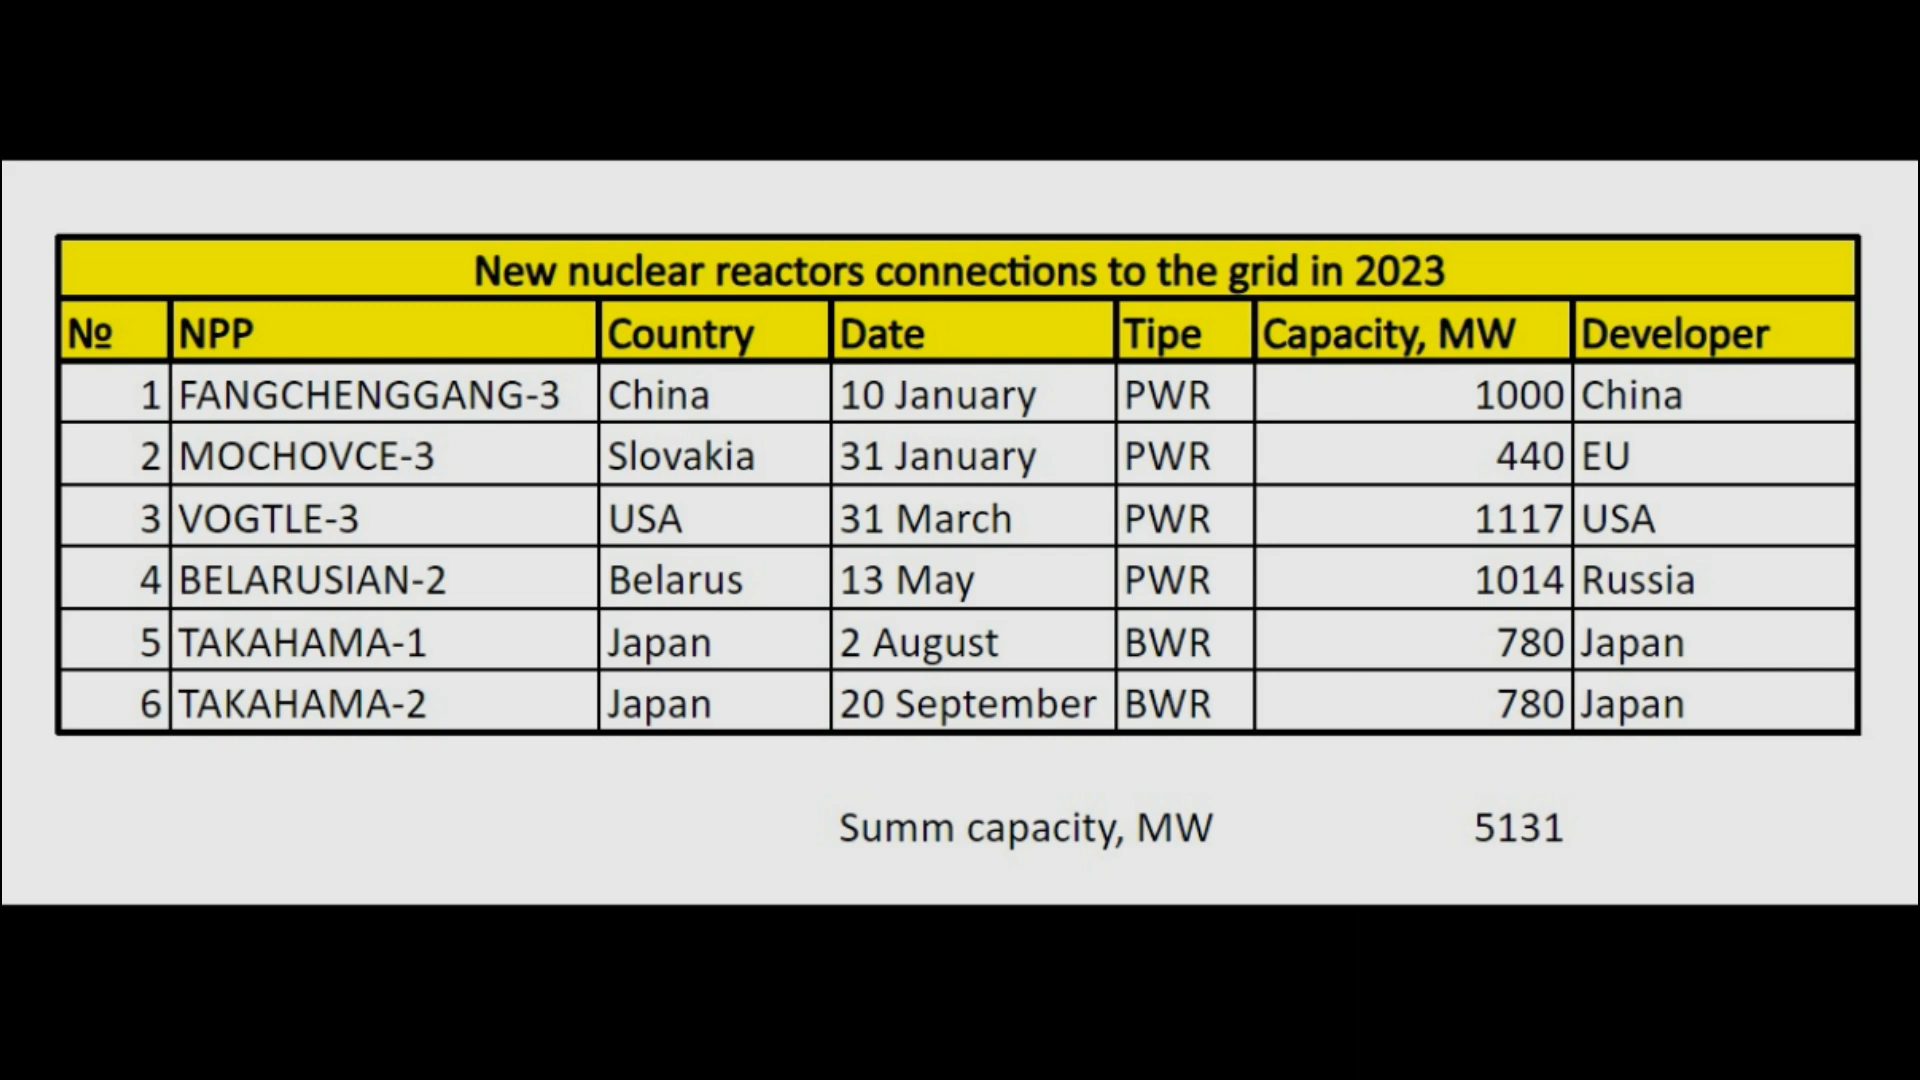 New nuclear reactors connections to the grid in 2023
№ NPP Country Date Tipe Capacity, MW Developer
1 FANGCHENGGANG-3 China 10 January PWR 1000 China
2 MOCHOVCE-3 Slovakia 31 January PWR 440 EU
3 VOGTLE-3 USA 31 March PWR 1117 USA
4 BELARUSIAN-2 Belarus 13 May PWR 1014 Russia
5 TAKAHAMA-1 Japan 2 August BWR 780 Japan
6 TAKAHAMA-2 Japan 20 September BWR 780 Japan
Summ capacity, MW 5131